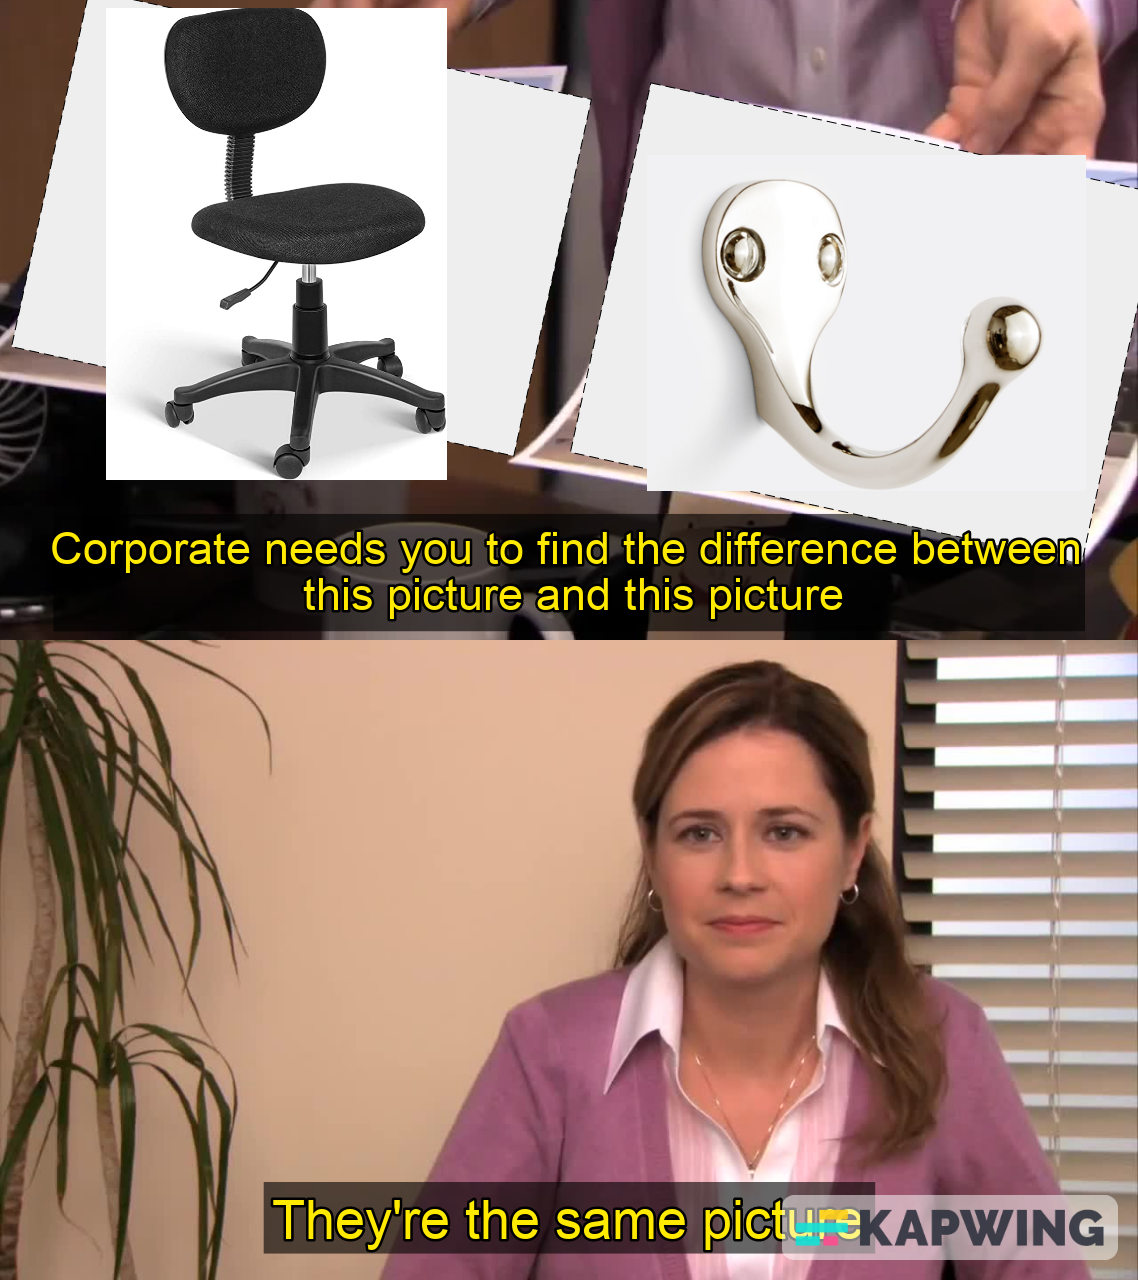 Corporate needs you to find the difference between
this picture and this picture
They're the same picture
KAPWING